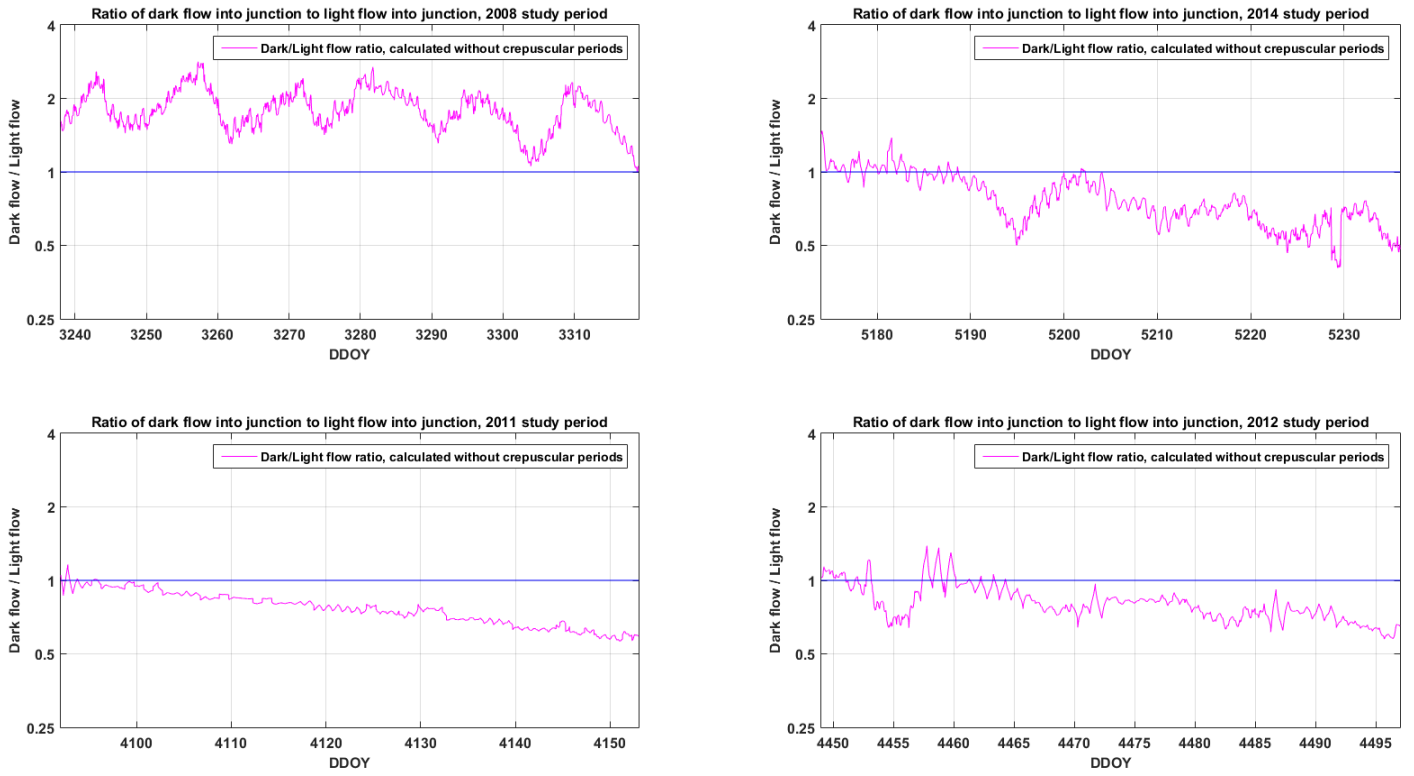 Ratio of dark flow into junction to light flow into junction, 2008 study period
Dark/Light flow ratio, calculated without crepuscular periods
Dark flow / Light flow
4
2
1
0.5
0.25
3240 3250 3260 3270 3280 3290 3300 3310
DDOY
Ratio of dark flow into junction to light flow into junction, 2014 study period
Dark/Light flow ratio, calculated without crepuscular periods
Dark flow / Light flow
4
2
1
0.5
0.25
5180 5190 5200 5210 5220 5230
DDOY
Ratio of dark flow into junction to light flow into junction, 2011 study period
Dark/Light flow ratio, calculated without crepuscular periods
Dark flow / Light flow
4
2
1
0.5
0.25
4100 4110 4120 4130 4140 4150
DDOY
Ratio of dark flow into junction to light flow into junction, 2012 study period
Dark/Light flow ratio, calculated without crepuscular periods
Dark flow / Light flow
4
2
1
0.5
0.25
4450 4455 4460 4465 4470 4475 4480 4485 4490 4495
DDOY